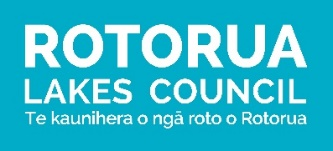 ROTORUA
LAKES COUNCIL
Te kaunihera o ngā roto o Rotorua